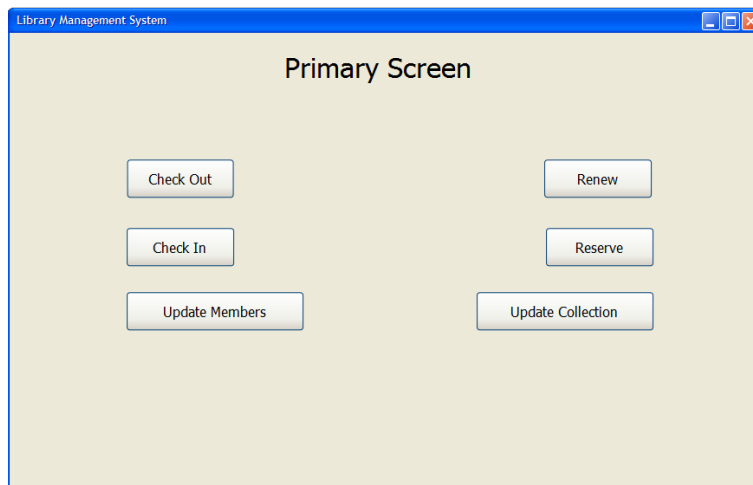 Library Management System
Primary Screen
Check Out
Renew
Check In
Reserve
Update Members
Update Collection